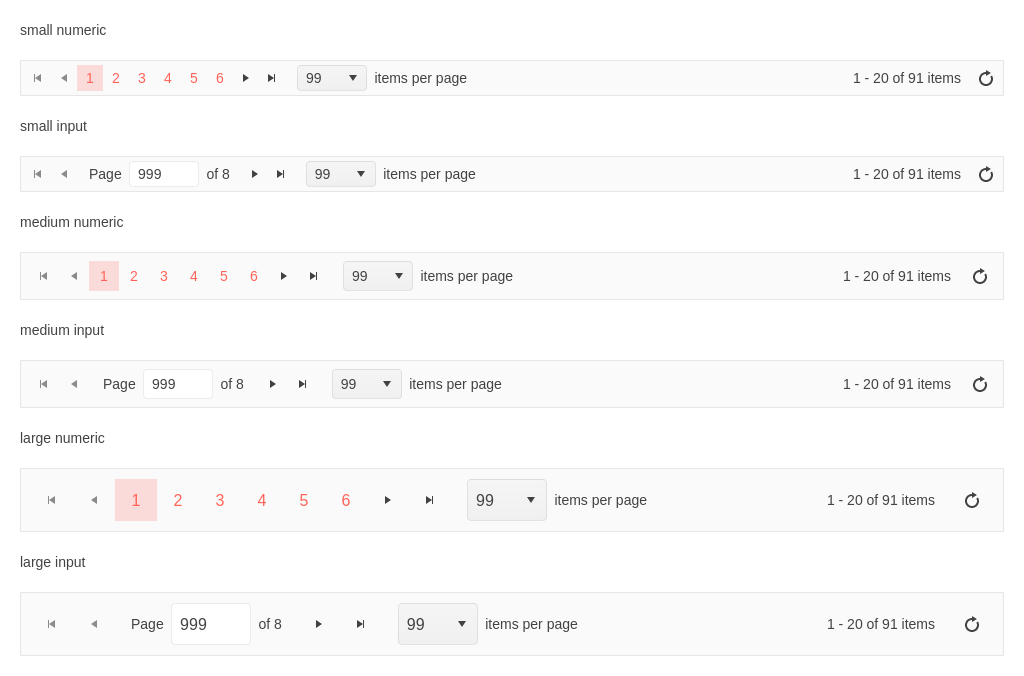 small numeric
1 2 3 4 5 6 99 items per page 1 - 20 of 91 items
small input
Page 999 of 8 99 items per page 1 - 20 of 91 items
medium numeric
1 2 3 4 5 6 99 items per page 1 - 20 of 91 items
medium input
Page 999 of 8 99 items per page 1 - 20 of 91 items
large numeric
1 2 3 4 5 6 99 items per page 1 - 20 of 91 items
large input
Page 999 of 8 99 items per page 1 - 20 of 91 items